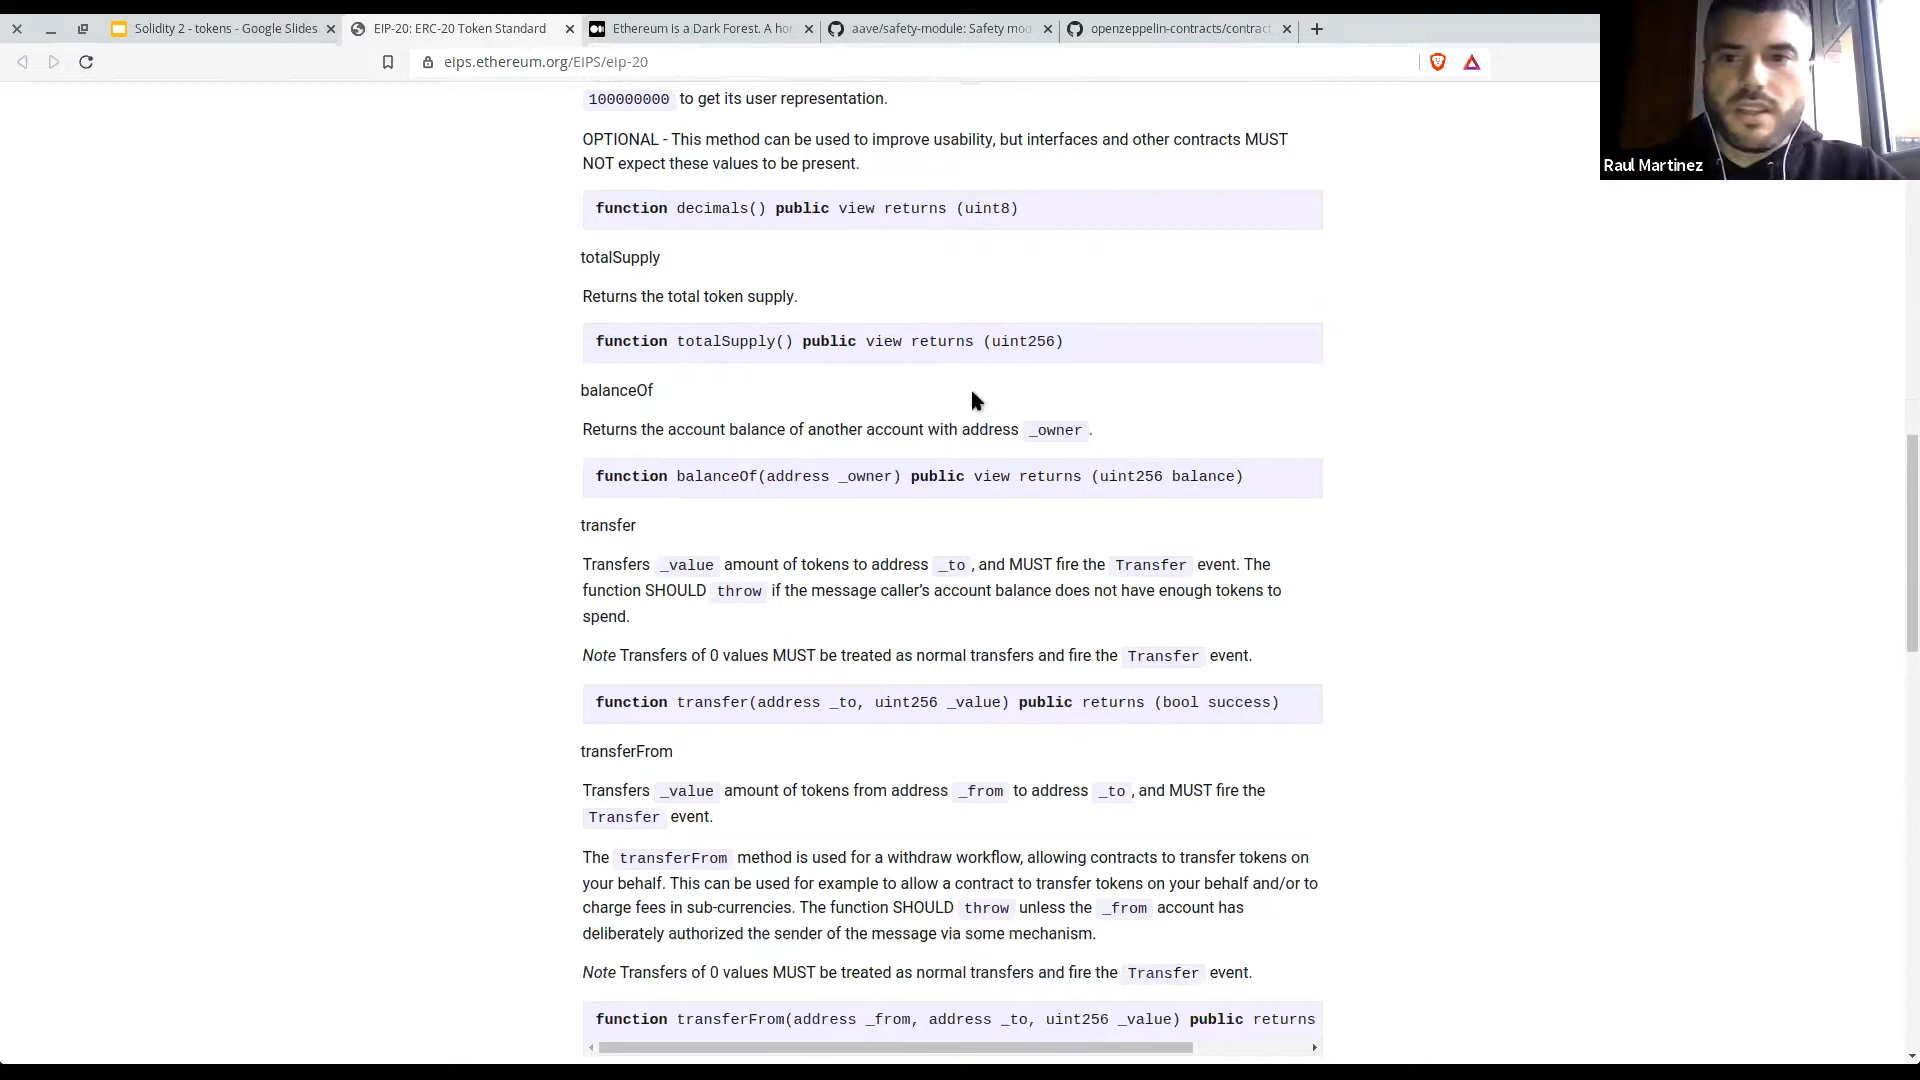 Solidity 2 - tokens - Google Slides
EIP-20: ERC-20 Token Standard
Ethereum is a Dark Forest. A hor
aave/safety-module: Safety mod
openzeppelin-contracts/contract
eips.ethereum.org/EIPS/eip-20
Raul Martinez
100000000 to get its user representation.
OPTIONAL - This method can be used to improve usability, but interfaces and other contracts MUST
NOT expect these values to be present.
function decimals() public view returns (uint8)
totalSupply
Returns the total token supply.
function totalSupply() public view returns (uint256)
balanceOf
Returns the account balance of another account with address _owner .
function balanceOf(address _owner) public view returns (uint256 balance)
transfer
Transfers _value amount of tokens to address _to , and MUST fire the Transfer event. The
function SHOULD throw if the message caller’s account balance does not have enough tokens to
spend.
Note Transfers of 0 values MUST be treated as normal transfers and fire the Transfer event.
function transfer(address _to, uint256 _value) public returns (bool success)
transferFrom
Transfers _value amount of tokens from address _from to address _to , and MUST fire the
Transfer event.
The transferFrom method is used for a withdraw workflow, allowing contracts to transfer tokens on
your behalf. This can be used for example to allow a contract to transfer tokens on your behalf and/or to
charge fees in sub-currencies. The function SHOULD throw unless the _from account has
deliberately authorized the sender of the message via some mechanism.
Note Transfers of 0 values MUST be treated as normal transfers and fire the Transfer event.
function transferFrom(address _from, address _to, uint256 _value) public returns